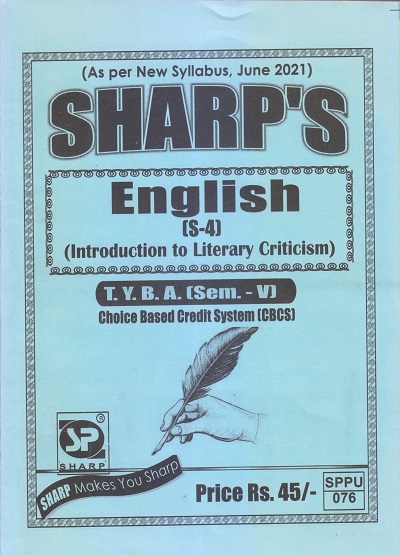 (As per New Syllabus, June 2021)
SHARP'S
English
(S-4)
(Introduction to Literary Criticism)
T. Y. B. A. (Sem. - V)
Choice Based Credit System (CBCS)
SP ®
SHARP
SHARP Makes You Sharp
Price Rs. 45/-
SPPU
076